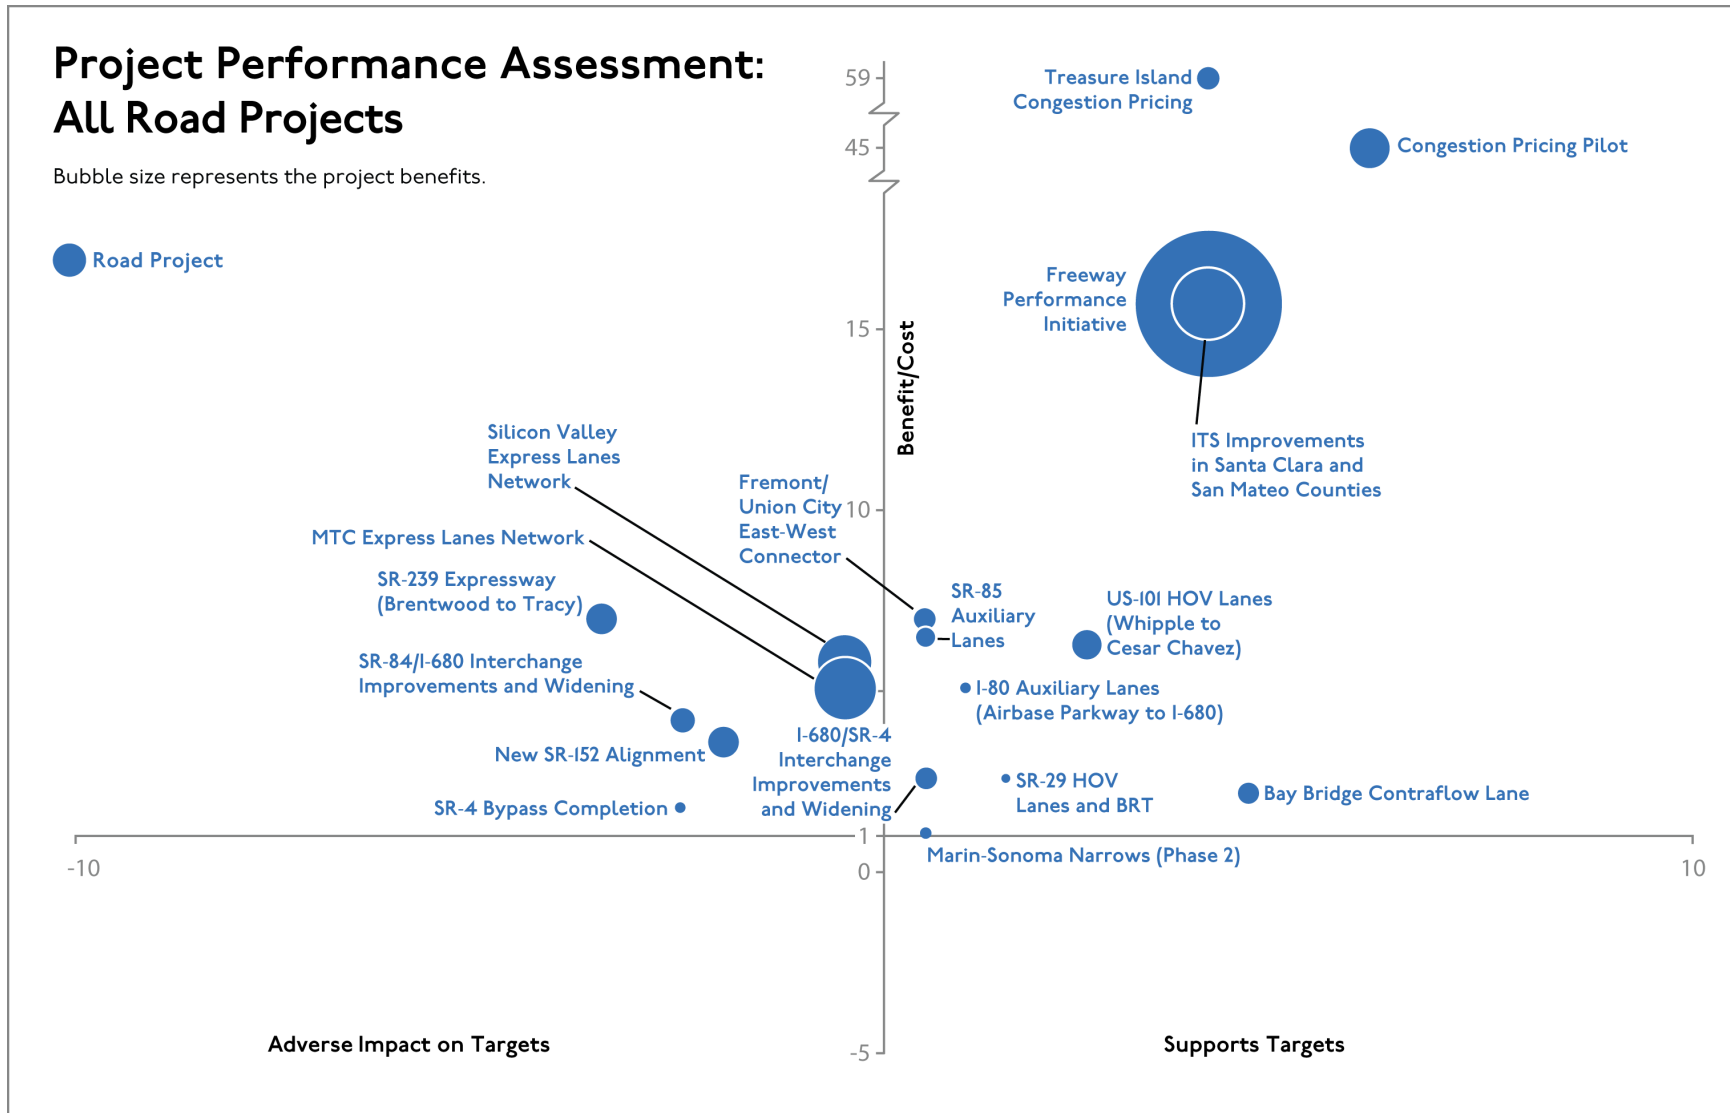 Project Performance Assessment:
All Road Projects
Bubble size represents the project benefits.
Road Project
59
45
15
10
1
0
-5
-10
10
Benefit/Cost
Treasure Island
Congestion Pricing
Congestion Pricing Pilot
Freeway
Performance
Initiative
ITS Improvements
in Santa Clara and
San Mateo Counties
Silicon Valley
Express Lanes
Network
MTC Express Lanes Network
Fremont/
Union City
East-West
Connector
SR-239 Expressway
(Brentwood to Tracy)
SR-85
Auxiliary
Lanes
US-101 HOV Lanes
(Whipple to
Cesar Chavez)
SR-84/I-680 Interchange
Improvements and Widening
I-80 Auxiliary Lanes
(Airbase Parkway to I-680)
New SR-152 Alignment
I-680/SR-4
Interchange
Improvements
and Widening
SR-29 HOV
Lanes and BRT
Bay Bridge Contraflow Lane
SR-4 Bypass Completion
Marin-Sonoma Narrows (Phase 2)
Adverse Impact on Targets
Supports Targets